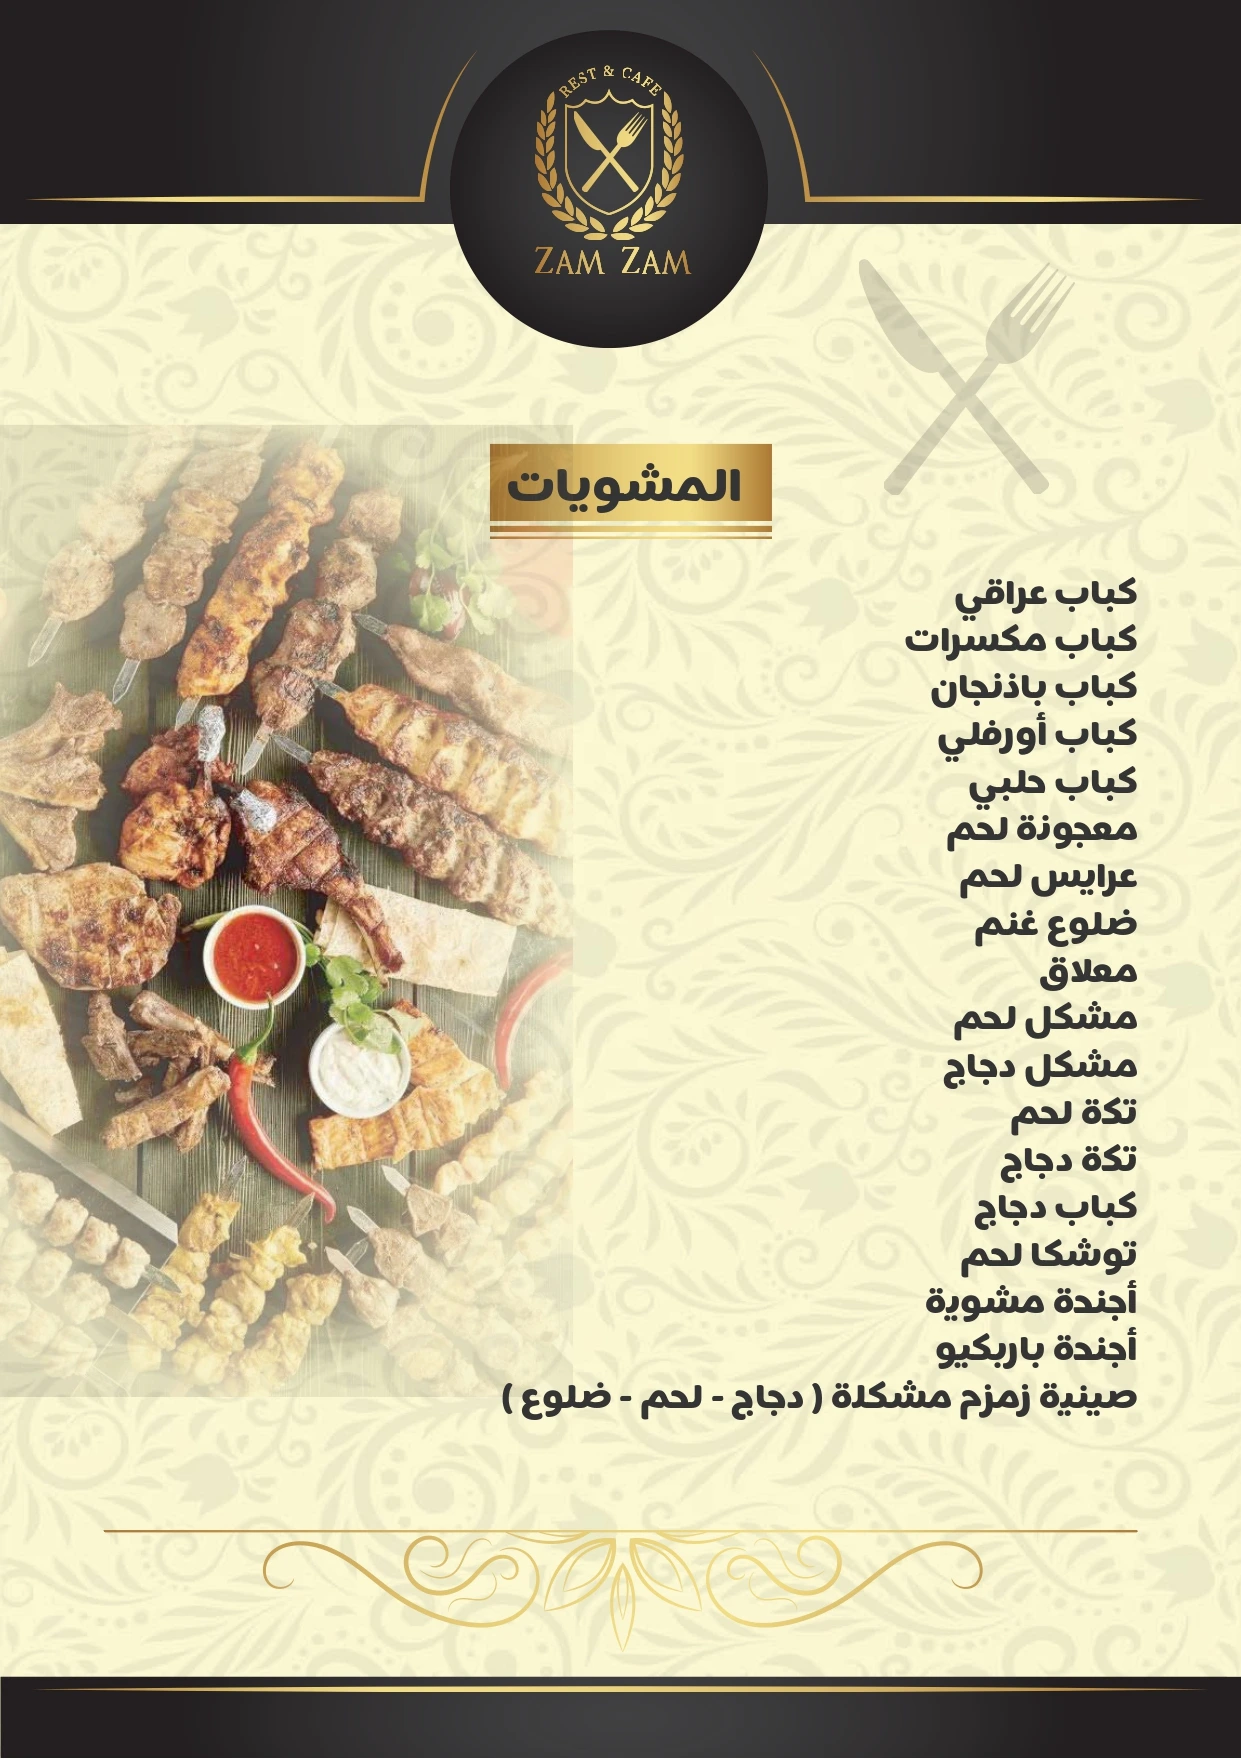 REST & CAFE
ZAM ZAM
المشويات
كباب عراقي
كباب مكسرات
كباب باذنجان
كباب أورفلي
كباب حلبي
معجونة لحم
عرايس لحم
ضلوع غنم
معلاق
مشكل لحم
مشكل دجاج
تكة لحم
تكة دجاج
كباب دجاج
توشكا لحم
أجندة مشوية
أجندة باربكيو
صينية زمزم مشكلة ( دجاج - لحم - ضلوع )